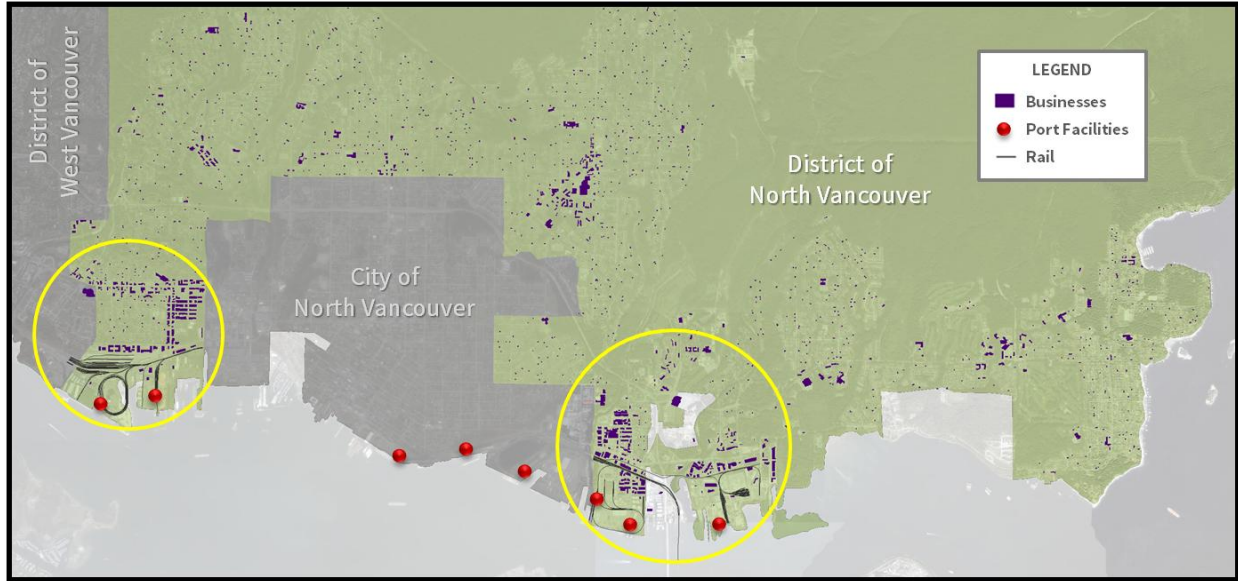 District of
West Vancouver
LEGEND
Businesses
Port Facilities
Rail
District of
North Vancouver
City of
North Vancouver